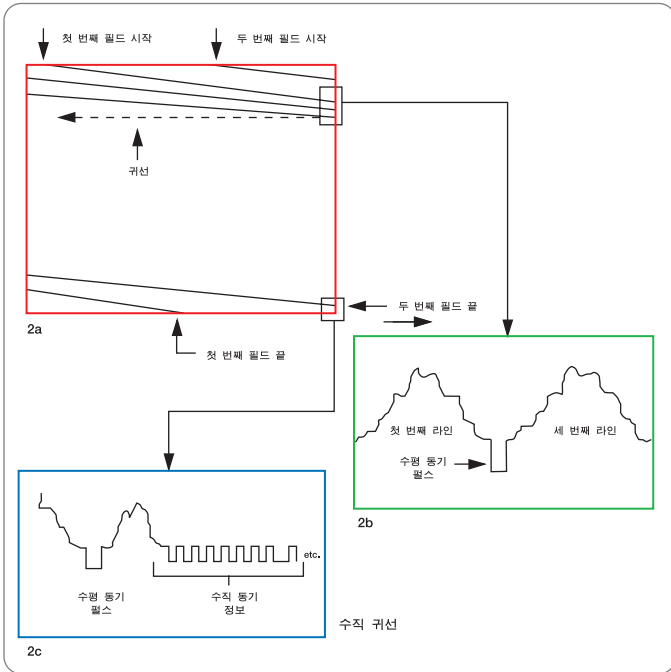 첫 번째 필드 시작
두 번째 필드 시작
귀선
두 번째 필드 끝
2a
첫 번째 필드 끝
첫 번째 라인
세 번째 라인
수평 동기
펄스
2b
etc.
수평 동기
펄스
수직 동기
정보
수직 귀선
2c